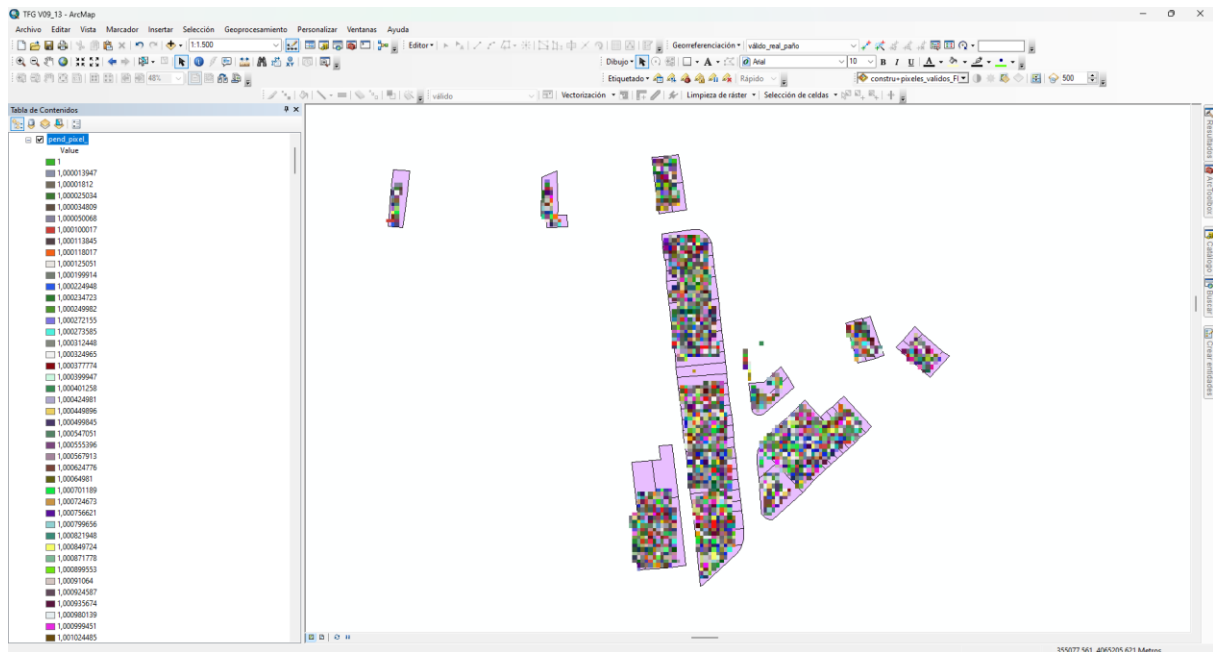 TFG V09_13 - ArcMap
Archivo Editar Vista Marcador Insertar Selección Geoprocesamiento Personalizar Ventanas Ayuda
1:1.500
Editor
Georreferenciación
válido_real_paño
Dibujo
Arial
10
N
48%
Etiquetado
Rápido
constru+pixeles_validos_F
500
válido
Vectorización
Limpieza de ráster
Selección de celdas
Tabla de Contenidos
pend_pixel_
Value
1
1,000013947
1,00001812
1,000025034
1,000034809
1,000050068
1,000100017
1,000113845
1,000118017
1,000125051
1,000199914
1,000224948
1,000234723
1,000249982
1,000272155
1,000273585
1,000312448
1,000324965
1,000377774
1,000399947
1,000401258
1,000424981
1,000449896
1,000499845
1,000547051
1,000555396
1,000567913
1,000624776
1,00064981
1,000701189
1,000724673
1,000756621
1,000799656
1,000821948
1,000849724
1,000871778
1,000899553
1,00091064
1,000924587
1,000935674
1,000980139
1,000999451
1,001024485
Resultados
ArcToolbox
Catálogo
Buscar
Crear entidades
355077,561 4065205,621 Metros